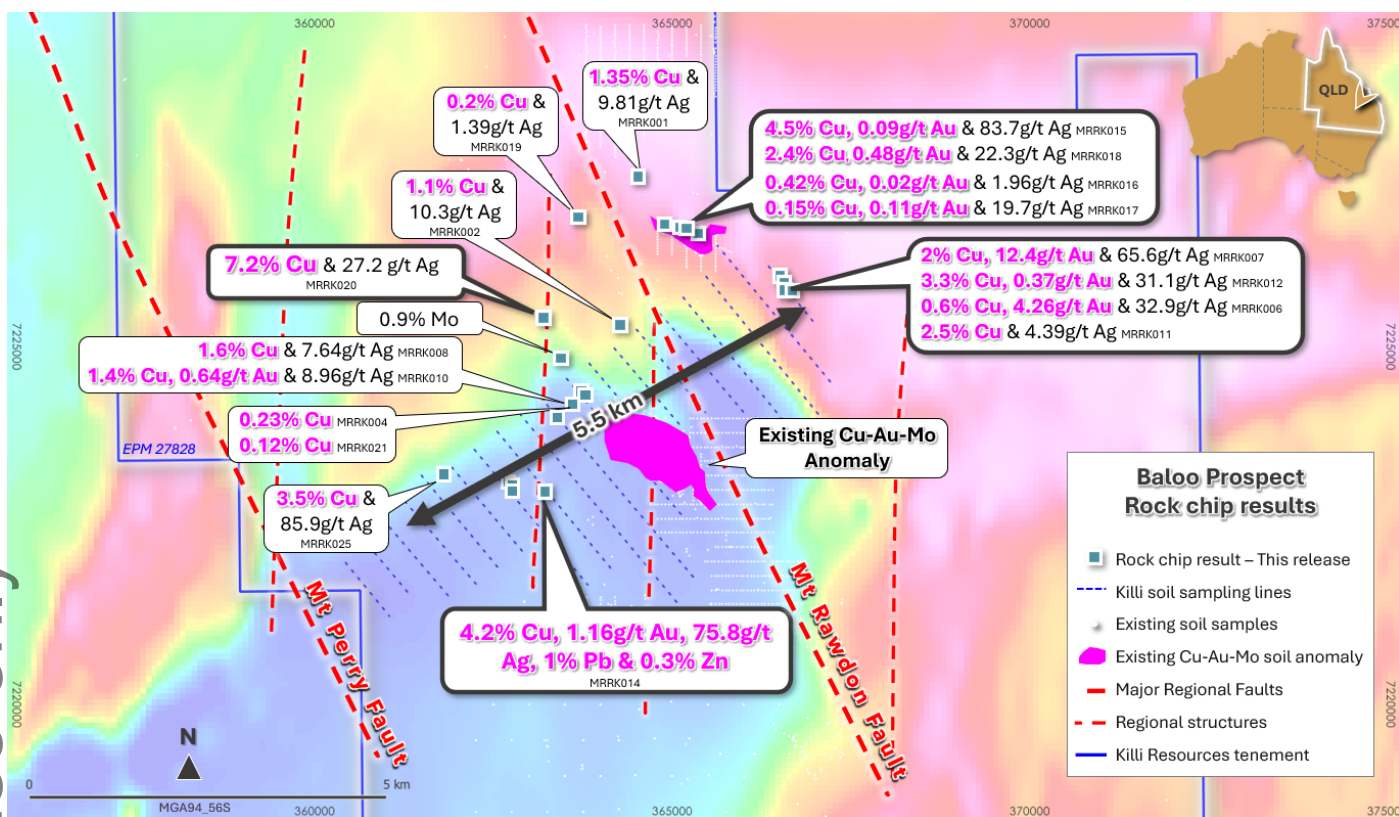 360000
365000
370000
37500
QLD
1.35% Cu &
9.81g/t Ag
MRRK001
0.2% Cu &
1.39g/t Ag
MRRK019
4.5% Cu, 0.09g/t Au & 83.7g/t Ag MRRK015
2.4% Cu, 0.48g/t Au & 22.3g/t Ag MRRK018
0.42% Cu, 0.02g/t Au & 1.96g/t Ag MRRK016
0.15% Cu, 0.11g/t Au & 19.7g/t Ag MRRK017
1.1% Cu &
10.3g/t Ag
MRRK002
7.2% Cu & 27.2 g/t Ag
MRRK020
2% Cu, 12.4g/t Au & 65.6g/t Ag MRRK007
3.3% Cu, 0.37g/t Au & 31.1g/t Ag MRRK012
0.6% Cu, 4.26g/t Au & 32.9g/t Ag MRRK006
2.5% Cu & 4.39g/t Ag MRRK011
0.9% Mo
7225000
7225000
1.6% Cu & 7.64g/t Ag MRRK008
1.4% Cu, 0.64g/t Au & 8.96g/t Ag MRRK010
0.23% Cu MRRK004
0.12% Cu MRRK021
5.5 km
EPM 27828
Existing Cu-Au-Mo
Anomaly
3.5% Cu &
85.9g/t Ag
MRRK025
4.2% Cu, 1.16g/t Au, 75.8g/t
Ag, 1% Pb & 0.3% Zn
MRRK014
Mt Perry Fault
Mt Rawdon Fault
Baloo Prospect
Rock chip results
Rock chip result – This release
Killi soil sampling lines
Existing soil samples
Existing Cu-Au-Mo soil anomaly
Major Regional Faults
Regional structures
Killi Resources tenement
7220000
7220000
N
0
5 km
MGA94_56S
360000
365000
370000
37500